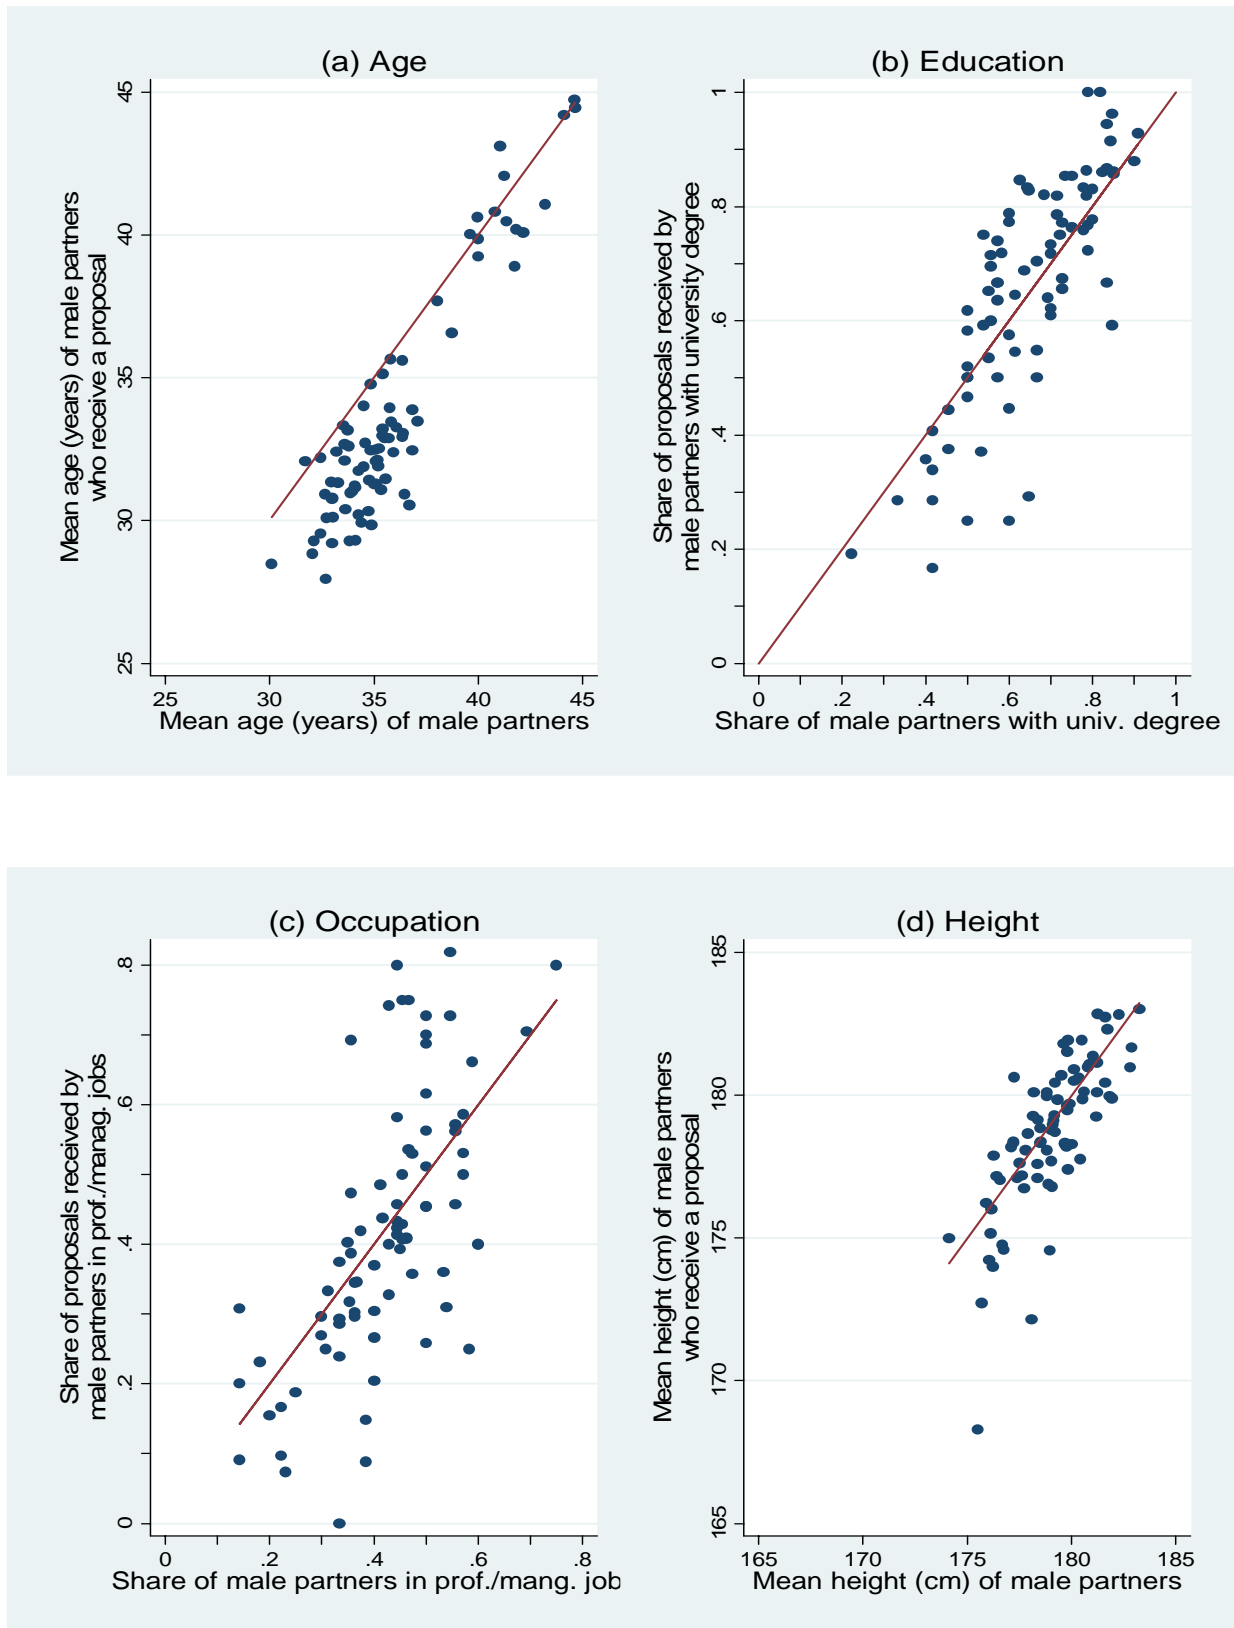 (a) Age
Mean age (years) of male partners
who receive a proposal
45
40
35
30
25
25 30 35 40 45
Mean age (years) of male partners
(b) Education
Share of proposals received by
male partners with university degree
1
.8
.6
.4
.2
0
0 .2 .4 .6 .8 1
Share of male partners with univ. degree
(c) Occupation
Share of proposals received by
male partners in prof./manag. jobs
.8
.6
.4
.2
0
0 .2 .4 .6 .8
Share of male partners in prof./mang. job
(d) Height
Mean height (cm) of male partners
who receive a proposal
185
180
175
170
165
165 170 175 180 185
Mean height (cm) of male partners